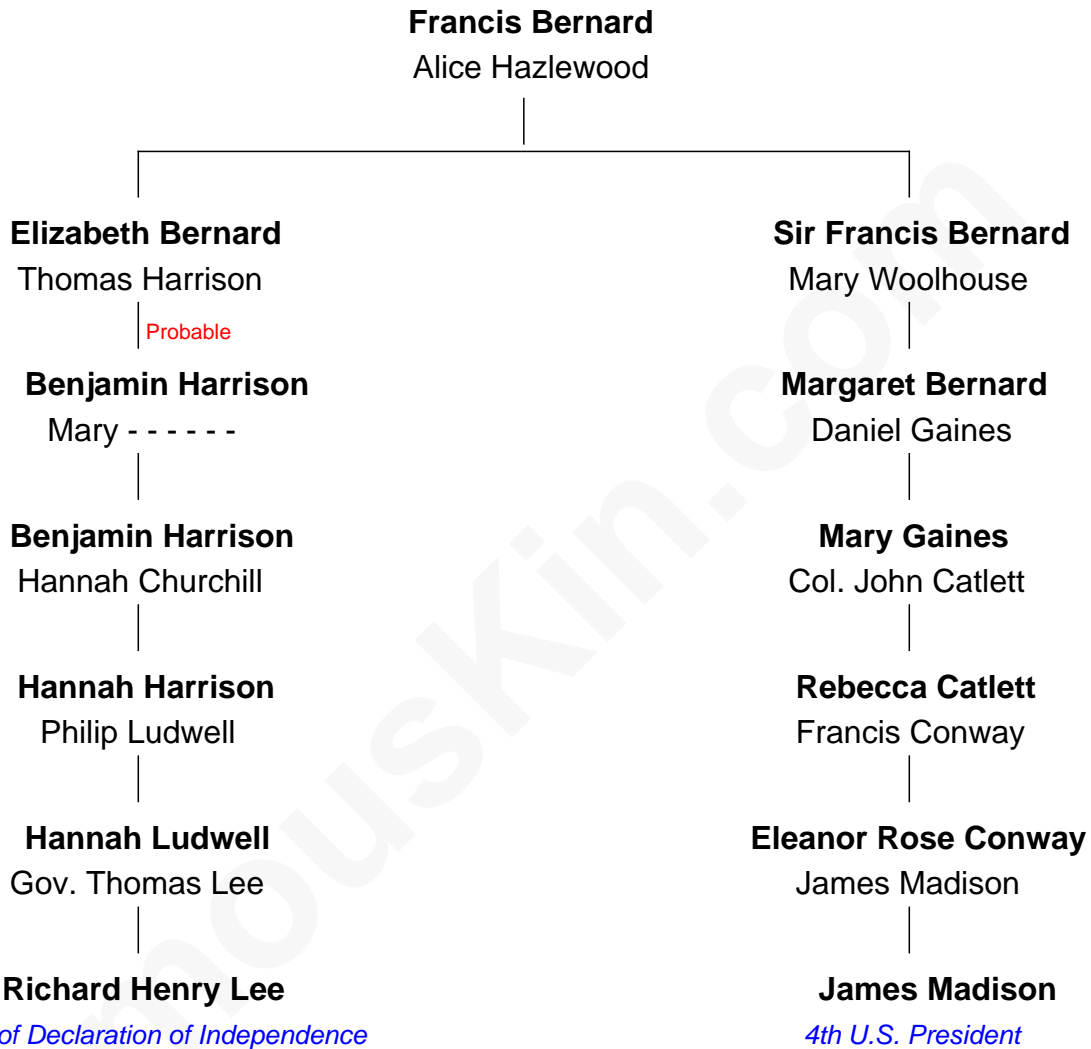 Francis Bernard
Alice Hazlewood
Elizabeth Bernard
Sir Francis Bernard
Thomas Harrison
Mary Woolhouse
Probable
Benjamin Harrison
Margaret Bernard
Mary - - - - - -
Daniel Gaines
Benjamin Harrison
Mary Gaines
Hannah Churchill
Col. John Catlett
Hannah Harrison
Rebecca Catlett
Philip Ludwell
Francis Conway
Hannah Ludwell
Eleanor Rose Conway
Gov. Thomas Lee
James Madison
Richard Henry Lee
James Madison
of Declaration of Independence
4th U.S. President
mousKin.com